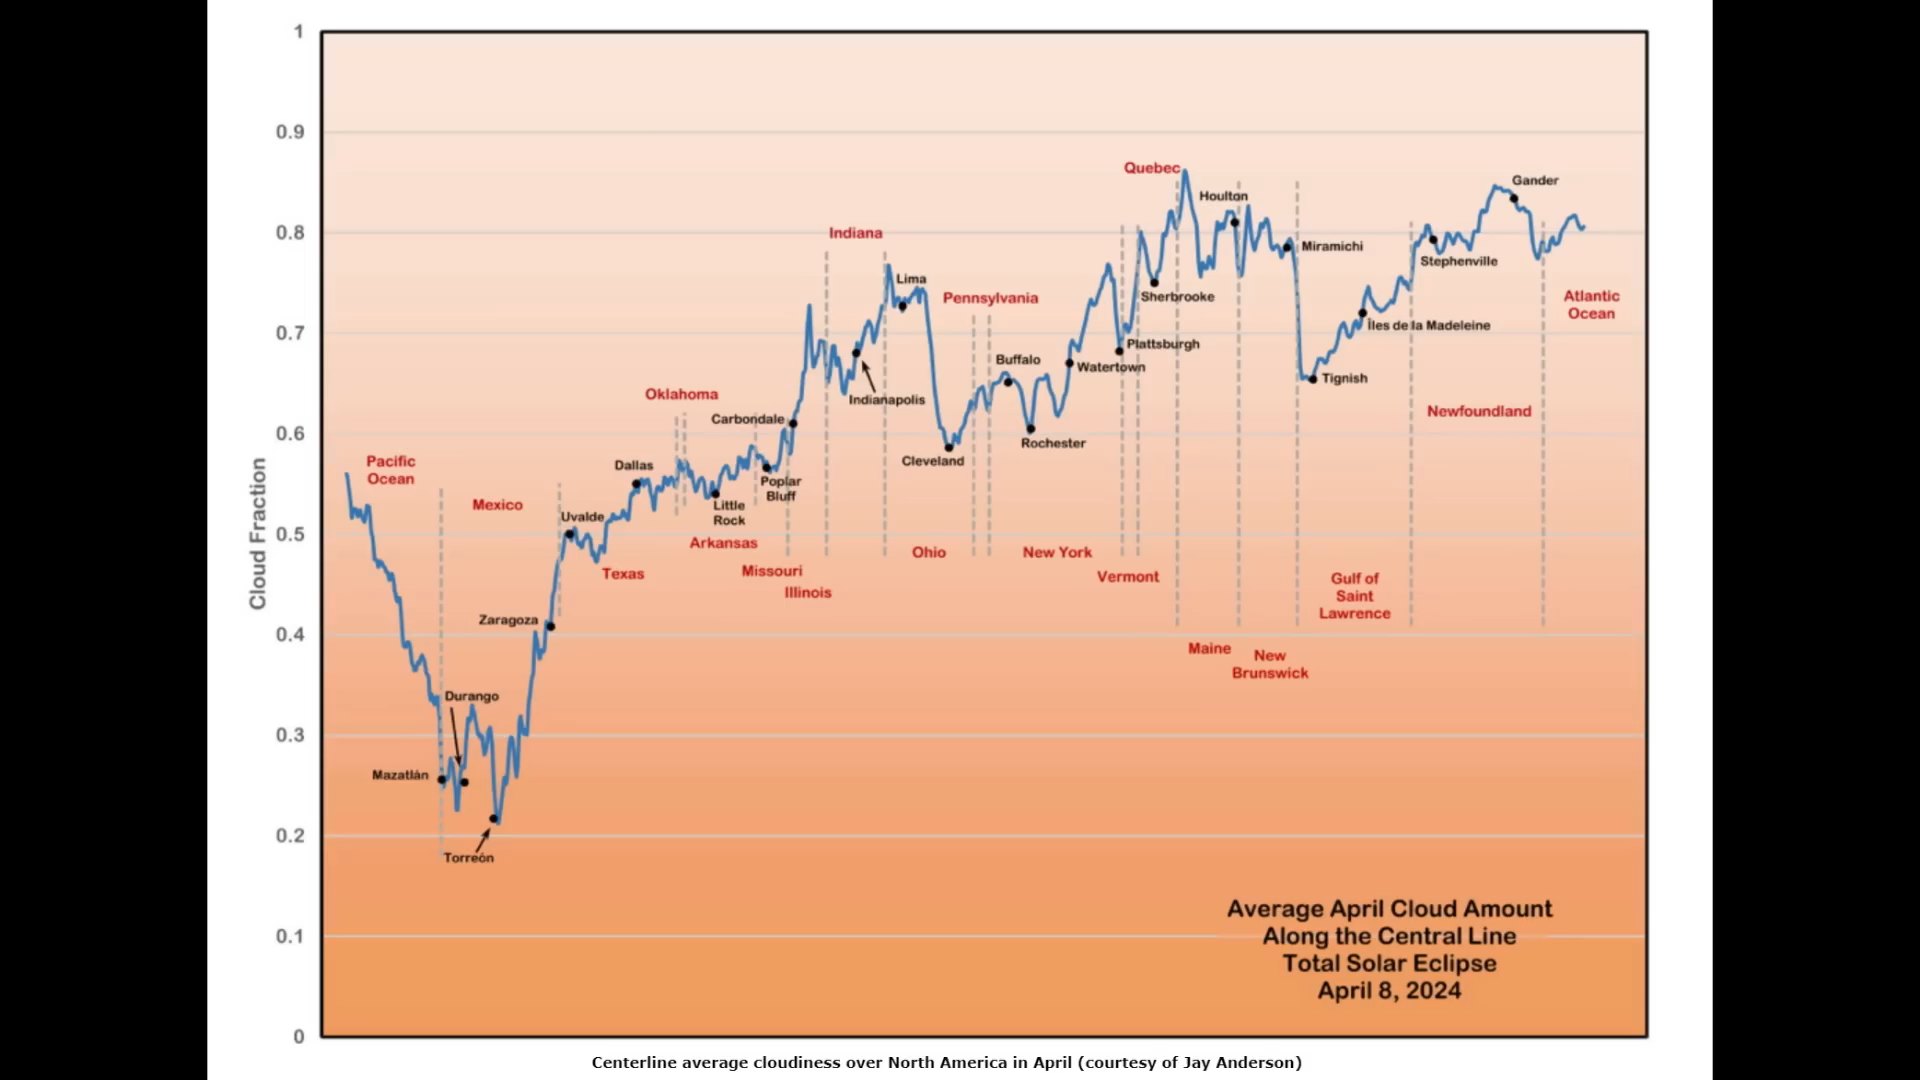 1
0.9
0.8
0.7
0.6
0.5
0.4
0.3
0.2
0.1
0
Cloud Fraction
Pacific
Ocean
Mexico
Mazatlán
Durango
Torreón
Zaragoza
Uvalde
Texas
Dallas
Oklahoma
Little
Rock
Arkansas
Poplar
Bluff
Missouri
Carbondale
Illinois
Indiana
Indianapolis
Lima
Ohio
Cleveland
Pennsylvania
Buffalo
Rochester
New York
Watertown
Plattsburgh
Vermont
Quebec
Sherbrooke
Houlton
Maine
New
Brunswick
Miramichi
Tignish
Îles de la Madeleine
Gulf of
Saint
Lawrence
Stephenville
Gander
Newfoundland
Atlantic
Ocean
Average April Cloud Amount
Along the Central Line
Total Solar Eclipse
April 8, 2024
Centerline average cloudiness over North America in April (courtesy of Jay Anderson)